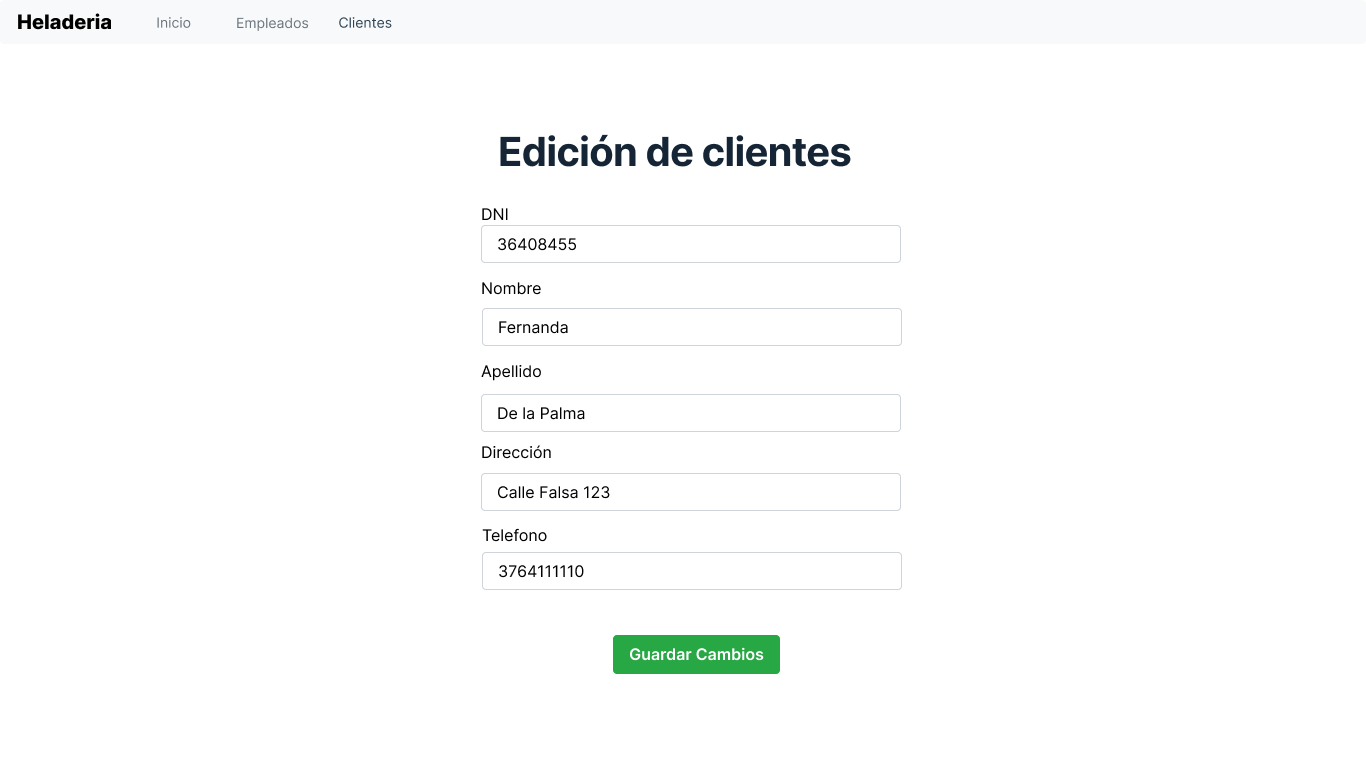 Heladeria Inicio Empleados Clientes
Edición de clientes
DNI
36408455
Nombre
Fernanda
Apellido
De la Palma
Dirección
Calle Falsa 123
Telefono
3764111110
Guardar Cambios